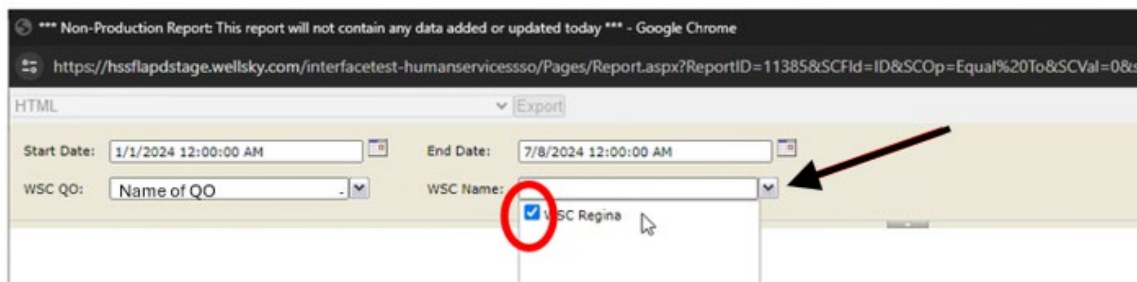 *** Non-Production Report: This report will not contain any data added or updated today *** - Google Chrome
https://hssflapdstage.wellsky.com/interfacetest-humanservicessso/Pages/Report.aspx?ReportID=11385&SCFId=ID&SCOp=Equal%20To&SCVal=0&s
HTML Export
Start Date: 1/1/2024 12:00:00 AM End Date: 7/8/2024 12:00:00 AM
WSC QO: Name of QO WSC Name:
WSC Regina